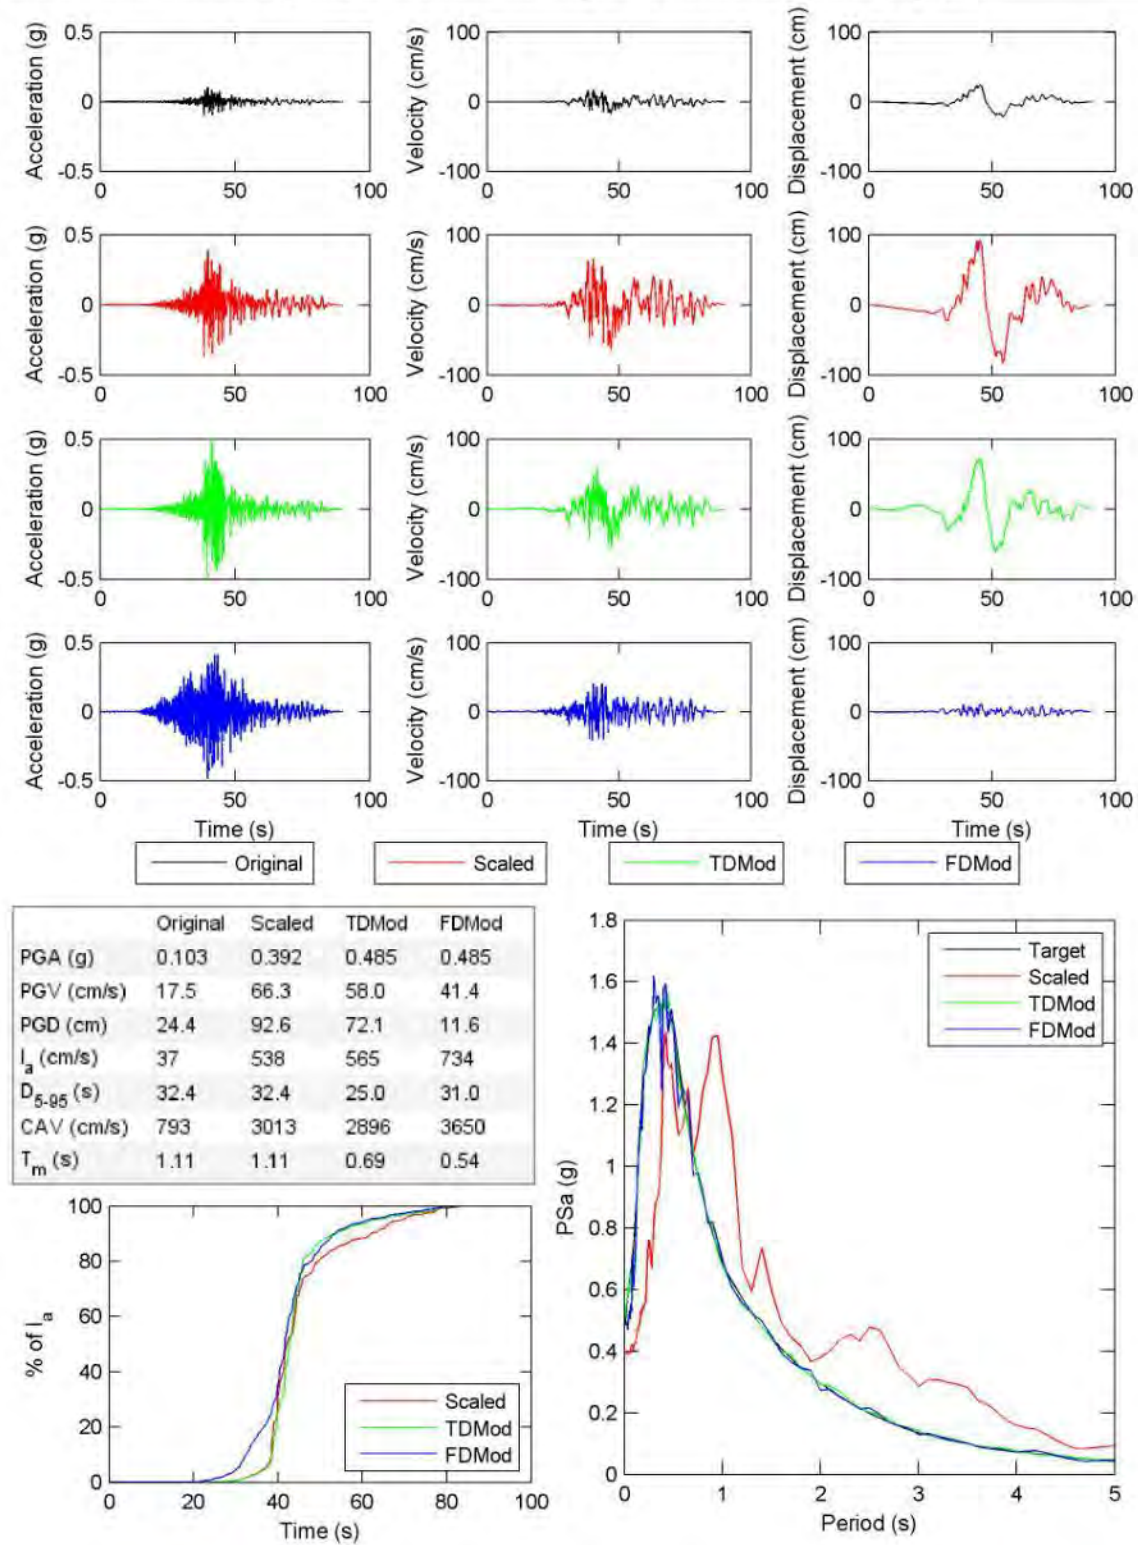 0.5
0
-0.5
Acceleration (g)
0 50 100
100
0
-100
Velocity (cm/s)
0 50 100
100
0
-100
Displacement (cm)
0 50 100
0.5
0
-0.5
Acceleration (g)
0 50 100
100
0
-100
Velocity (cm/s)
0 50 100
100
0
-100
Displacement (cm)
0 50 100
0.5
0
-0.5
Acceleration (g)
0 50 100
100
0
-100
Velocity (cm/s)
0 50 100
100
0
-100
Displacement (cm)
0 50 100
0.5
0
-0.5
Acceleration (g)
0 50 100
Time (s)
100
0
-100
Velocity (cm/s)
0 50 100
Time (s)
100
0
-100
Displacement (cm)
0 50 100
Time (s)
Original Scaled TDMod FDMod
Original Scaled TDMod FDMod
PGA (g) 0.103 0.392 0.485 0.485
PGV (cm/s) 17.5 66.3 58.0 41.4
PGD (cm) 24.4 92.6 72.1 11.6
I_a (cm/s) 37 538 565 734
D_5-95 (s) 32.4 32.4 25.0 31.0
CAV (cm/s) 793 3013 2896 3650
T_m (s) 1.11 1.11 0.69 0.54
100
80
60
40
20
0
% of I_a
Scaled
TDMod
FDMod
0 20 40 60 80 100
Time (s)
1.8
1.6
1.4
1.2
1
0.8
0.6
0.4
0.2
0
PSa (g)
Target
Scaled
TDMod
FDMod
0 1 2 3 4 5
Period (s)